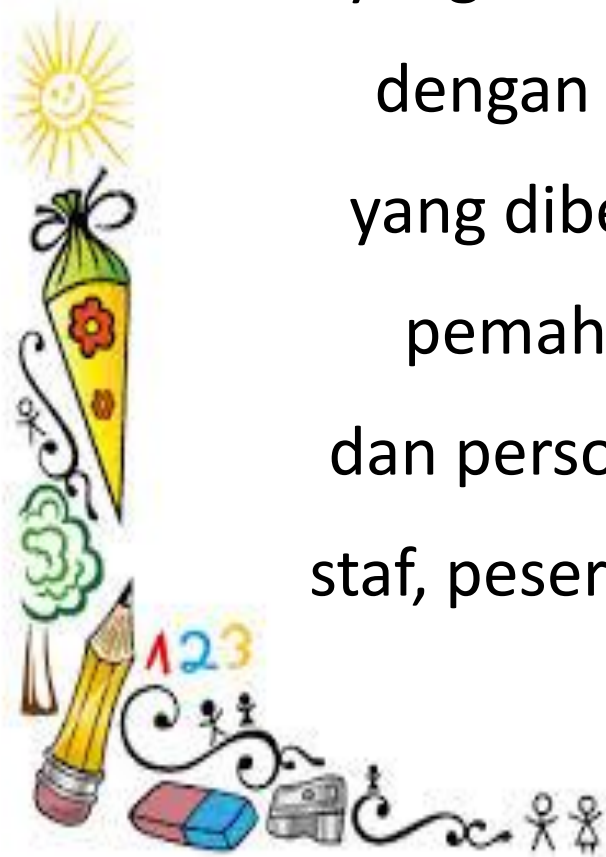 dengan
yang dibe
pemah
dan perso
staf, peser
123